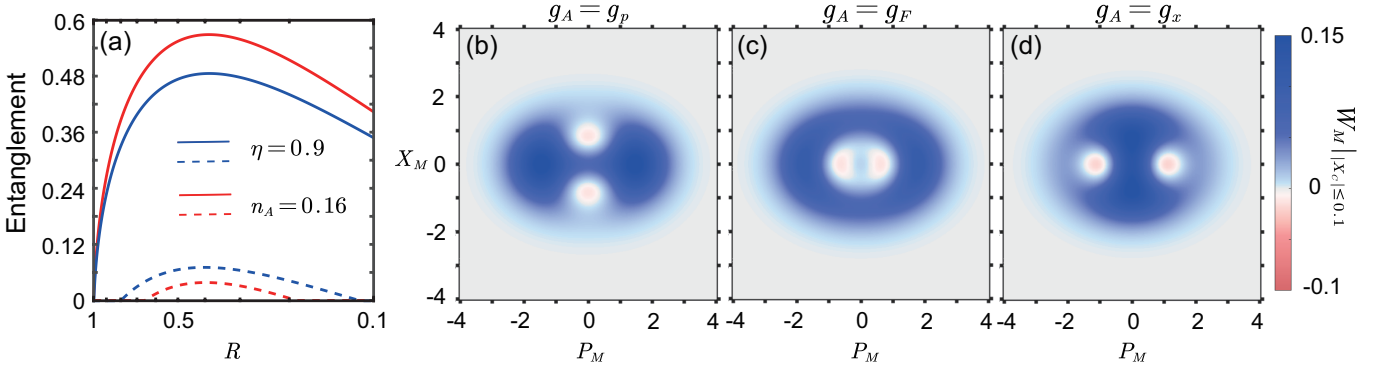 (a)
Entanglement
0.6
0.48
0.36
0.24
0.12
0
η = 0.9
n_A = 0.16
1
0.5
0.1
R
g_A = g_p
(b)
X_M
4
2
0
-2
-4
-4
-2
0
2
4
P_M
g_A = g_F
(c)
-4
-2
0
2
4
P_M
g_A = g_x
(d)
-4
-2
0
2
4
P_M
0.15
0
-0.1
W_M|_{|X_C|≤0.1}